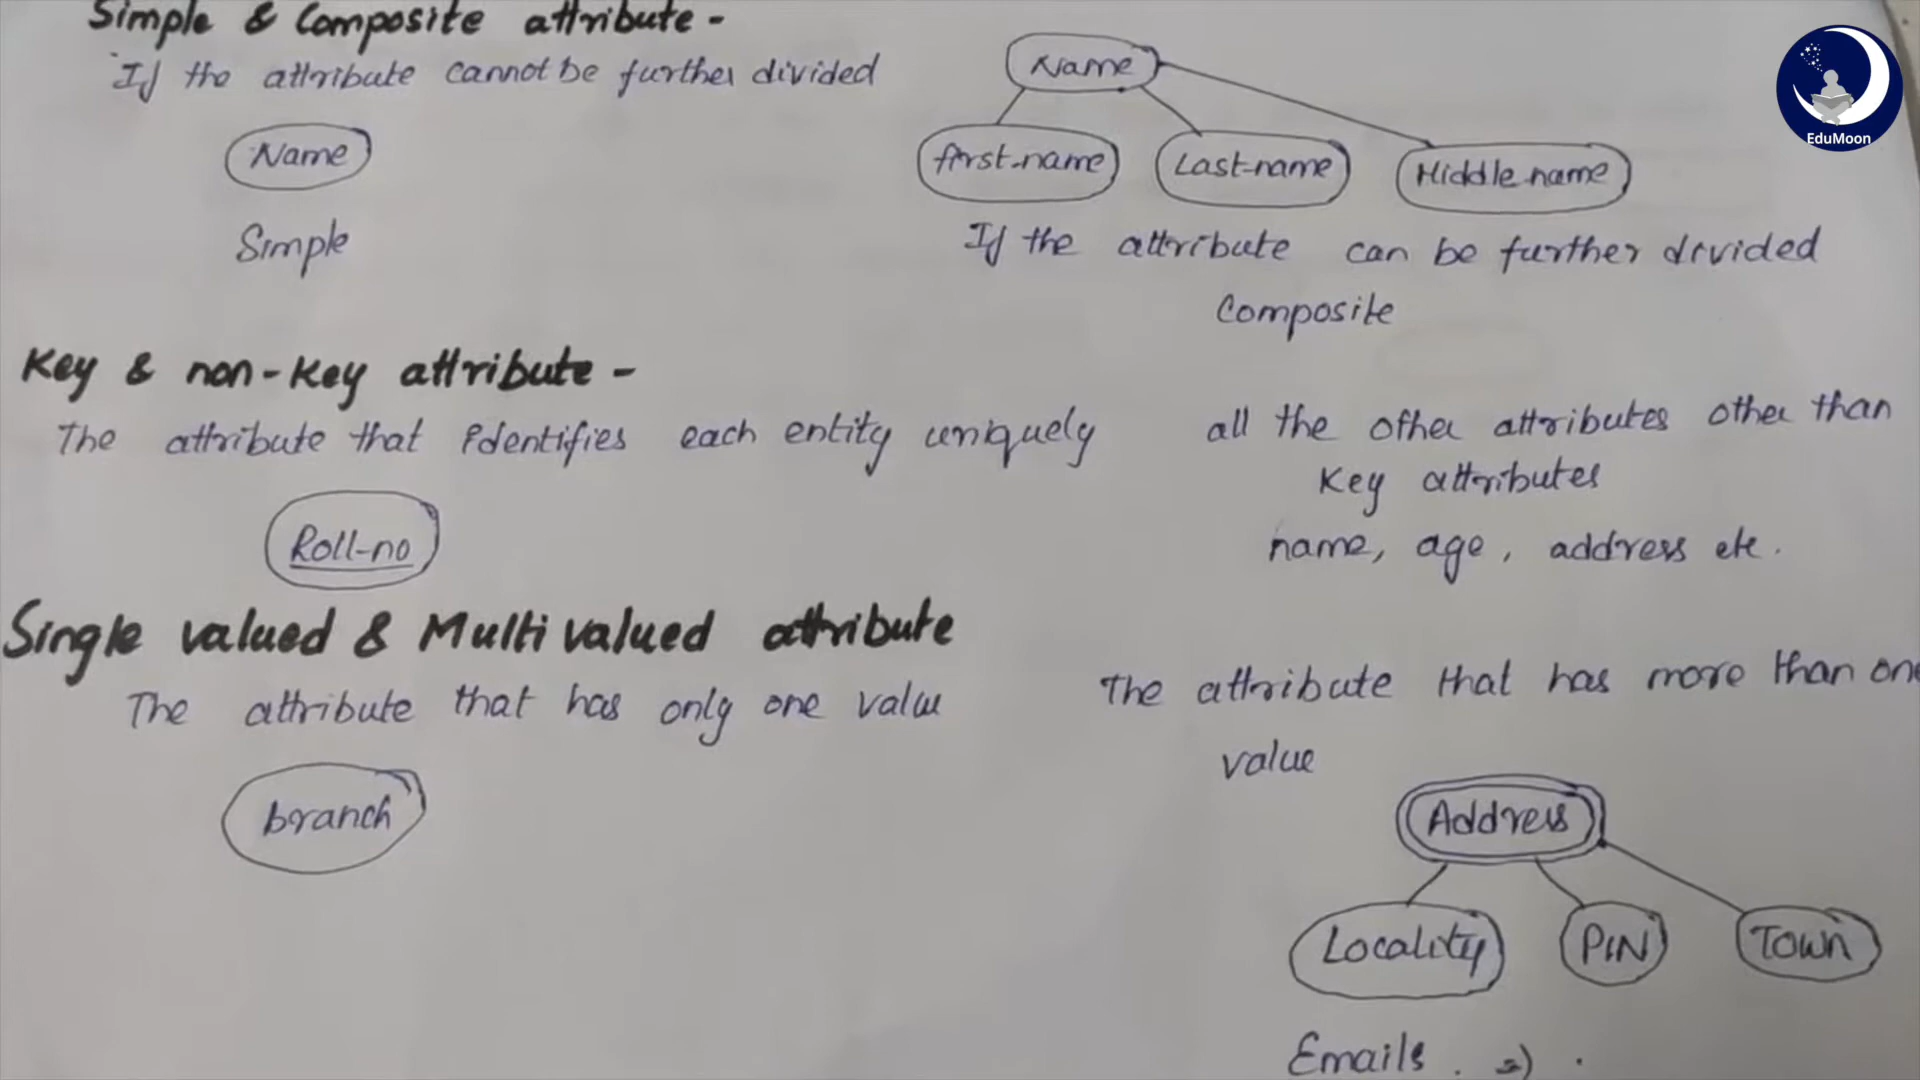 Simple & Composite attribute -
If the attribute cannot be further divided
Name
Simple
Name
first-name
Last-name
Middle name
If the attribute can be further divided
Composite
Key & non-key attribute -
The attribute that identifies each entity uniquely
Roll-no
all the other attributes other than
key attributes
name, age, address etc.
Single valued & Multi valued attribute
The attribute that has only one value
branch
The attribute that has more than one
value
Address
Locality
PIN
Town
Emails
EduMoon